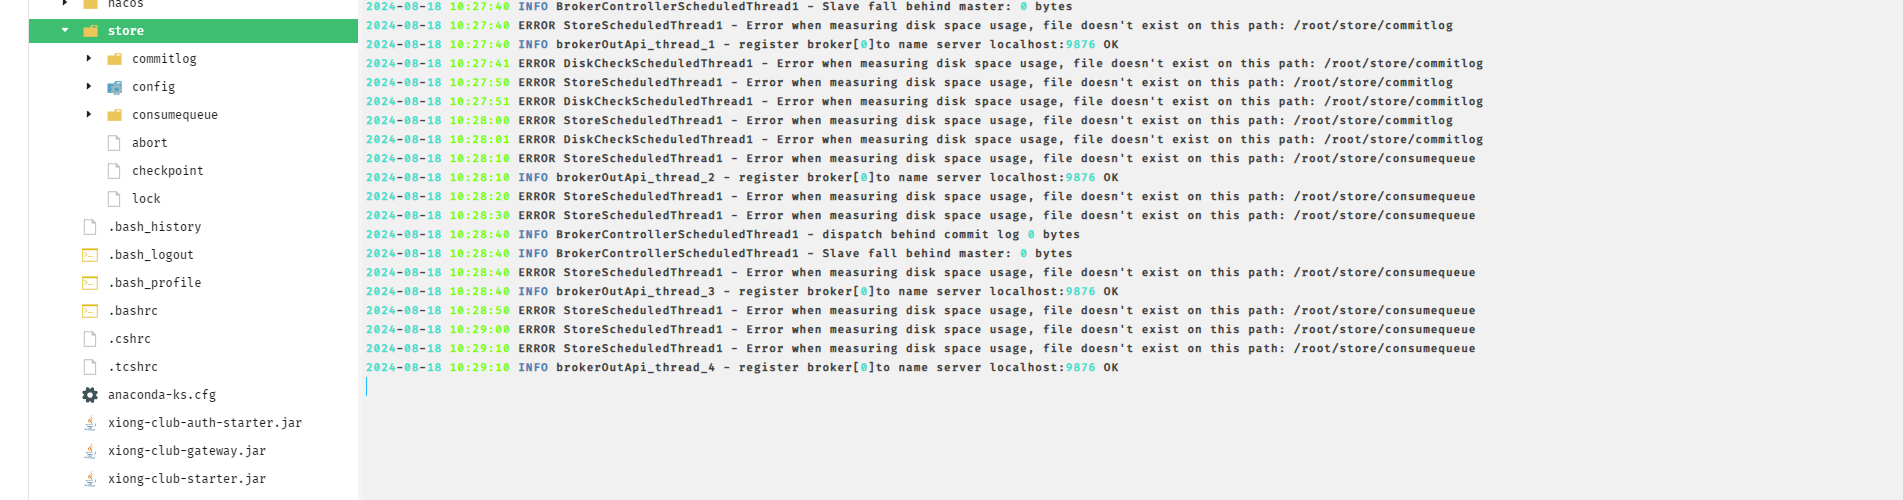 nacos
store
commitlog
config
consumequeue
abort
checkpoint
lock
.bash_history
.bash_logout
.bash_profile
.bashrc
.cshrc
.tcshrc
anaconda-ks.cfg
xiong-club-auth-starter.jar
xiong-club-gateway.jar
xiong-club-starter.jar
2024-08-18 10:27:40 INFO BrokerControllerScheduledThread1 - Slave fall behind master: 0 bytes
2024-08-18 10:27:40 ERROR StoreScheduledThread1 - Error when measuring disk space usage, file doesn't exist on this path: /root/store/commitlog
2024-08-18 10:27:40 INFO brokerOutApi_thread_1 - register broker[0]to name server localhost:9876 OK
2024-08-18 10:27:41 ERROR DiskCheckScheduledThread1 - Error when measuring disk space usage, file doesn't exist on this path: /root/store/commitlog
2024-08-18 10:27:50 ERROR StoreScheduledThread1 - Error when measuring disk space usage, file doesn't exist on this path: /root/store/commitlog
2024-08-18 10:27:51 ERROR DiskCheckScheduledThread1 - Error when measuring disk space usage, file doesn't exist on this path: /root/store/commitlog
2024-08-18 10:28:00 ERROR StoreScheduledThread1 - Error when measuring disk space usage, file doesn't exist on this path: /root/store/commitlog
2024-08-18 10:28:01 ERROR DiskCheckScheduledThread1 - Error when measuring disk space usage, file doesn't exist on this path: /root/store/commitlog
2024-08-18 10:28:10 ERROR StoreScheduledThread1 - Error when measuring disk space usage, file doesn't exist on this path: /root/store/consumequeue
2024-08-18 10:28:10 INFO brokerOutApi_thread_2 - register broker[0]to name server localhost:9876 OK
2024-08-18 10:28:20 ERROR StoreScheduledThread1 - Error when measuring disk space usage, file doesn't exist on this path: /root/store/consumequeue
2024-08-18 10:28:30 ERROR StoreScheduledThread1 - Error when measuring disk space usage, file doesn't exist on this path: /root/store/consumequeue
2024-08-18 10:28:40 INFO BrokerControllerScheduledThread1 - dispatch behind commit log 0 bytes
2024-08-18 10:28:40 INFO BrokerControllerScheduledThread1 - Slave fall behind master: 0 bytes
2024-08-18 10:28:40 ERROR StoreScheduledThread1 - Error when measuring disk space usage, file doesn't exist on this path: /root/store/consumequeue
2024-08-18 10:28:40 INFO brokerOutApi_thread_3 - register broker[0]to name server localhost:9876 OK
2024-08-18 10:28:50 ERROR StoreScheduledThread1 - Error when measuring disk space usage, file doesn't exist on this path: /root/store/consumequeue
2024-08-18 10:29:00 ERROR StoreScheduledThread1 - Error when measuring disk space usage, file doesn't exist on this path: /root/store/consumequeue
2024-08-18 10:29:10 ERROR StoreScheduledThread1 - Error when measuring disk space usage, file doesn't exist on this path: /root/store/consumequeue
2024-08-18 10:29:10 INFO brokerOutApi_thread_4 - register broker[0]to name server localhost:9876 OK